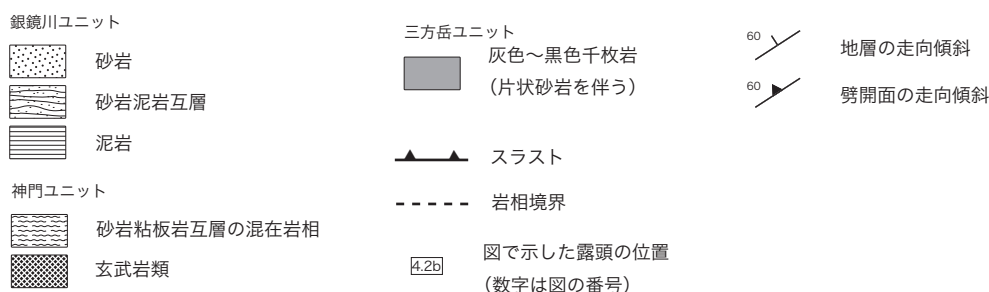 銀鏡川ユニット
砂岩
砂岩泥岩互層
泥岩
神門ユニット
砂岩粘板岩互層の混在岩相
玄武岩類
三方岳ユニット
灰色〜黒色千枚岩
（片状砂岩を伴う）
スラスト
岩相境界
4.2b
図で示した露頭の位置
（数字は図の番号）
60
地層の走向傾斜
60
劈開面の走向傾斜